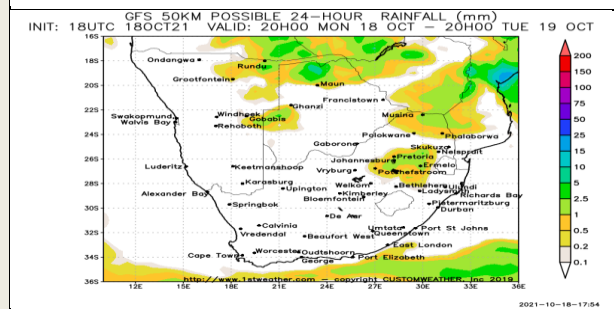 GFS 50KM POSSIBLE 24-HOUR RAINFALL (mm)
INIT: 18UTC 18OCT21 VALID: 20H00 MON 18 OCT - 20H00 TUE 19 OCT
16S
Ondangwa
18S
Rundu
Grootfontein
20S
Maun
Francistown
Ghanzi
22S
Swakopmund
Windhoek
Gobabis
Musina
Walvis Bay
Rehoboth
24S
Polokwane
Phalaborwa
Gaborone
Skukuza
Nelspruit
26S
Pretoria
Johannesburg
Luderitz
Keetmanshoop
Vryburg
Potchefstroom
Ermelo
28S
Karasburg
Upington
Welkom
Bethlehem
Ulundi
Alexander Bay
Kimberley
Ladysmith
Richards Bay
Springbok
Bloemfontein
Pietermaritzburg
30S
Durban
De Aar
Calvinia
Umtata
Port St Johns
32S
Vredendal
Beaufort West
Queenstown
East London
Worcester
Oudtshoorn
34S
Cape Town
George
Port Elizabeth
http://www.1stweather.com - copyright CUSTOMWEATHER, Inc 2019
36S
12E 15E 18E 21E 24E 27E 30E 33E 36E
200
150
100
75
50
25
15
10
5
2.5
1
0.5
0.2
0.1
2021-10-18-17:54